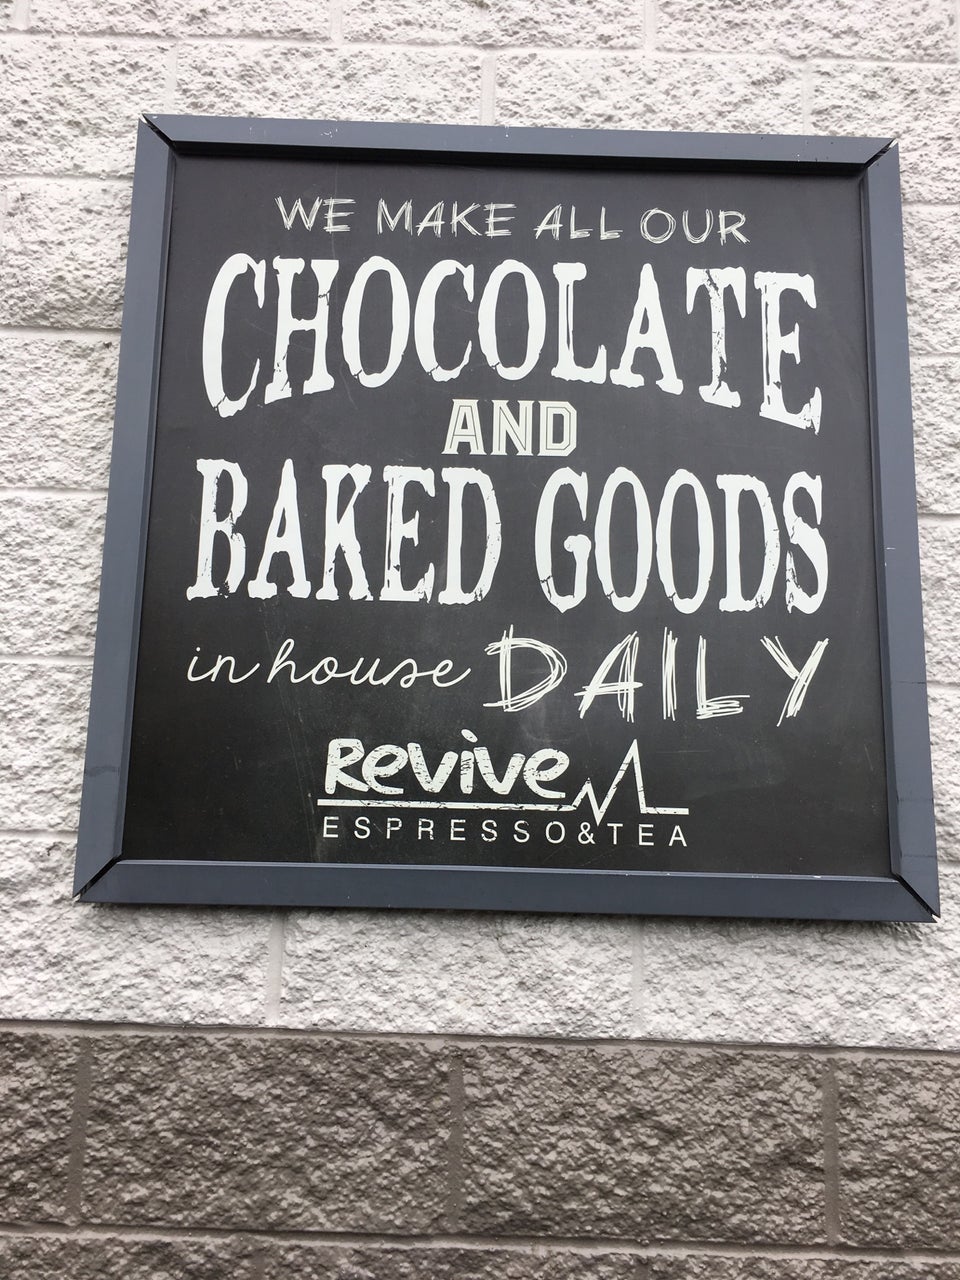 WE MAKE ALL OUR
CHOCOLATE
AND
BAKED GOODS
in house DAILY
Revive
ESPRESSO&TEA